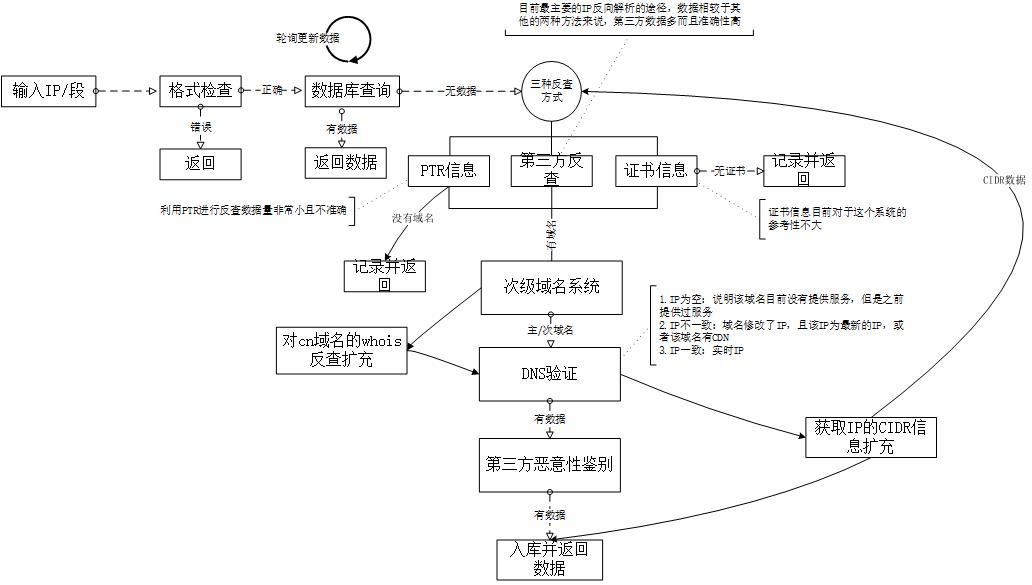 目前最主要的IP反向解析的途径，数据相较于其
他的两种方法来说，第三方数据多而且准确性高
轮询更新数据
输入IP/段
格式检查
正确
数据库查询
无数据
三种反查
方式
错误
有数据
返回
返回数据
PTR信息
第三方反
查
证书信息
无证书
记录并返
回
CIDR数据
利用PTR进行反查数据量非常小且不准确
没有域名
有域名
证书信息目前对于这个系统的
参考性不大
记录并返
回
次级域名系统
1.IP为空：说明该域名目前没有提供服务，但是之前
提供过服务
2.IP不一致：域名修改了IP，且该IP为最新的IP，或
者该域名有CDN
3.IP一致：实时IP
主/次域名
对cn域名的whois
反查扩充
DNS验证
有数据
获取IP的CIDR信
息扩充
第三方恶意性鉴别
有数据
入库并返回
数据